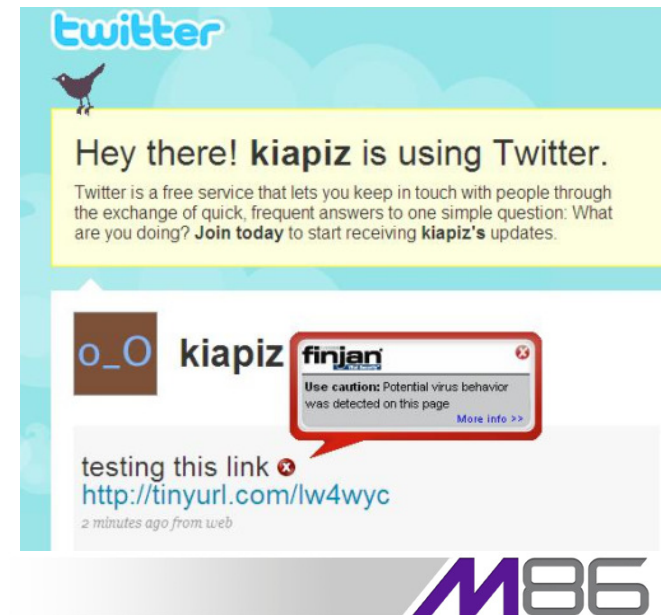 twitter
Hey there! kiapiz is using Twitter.
Twitter is a free service that lets you keep in touch with people through
the exchange of quick, frequent answers to one simple question: What
are you doing? Join today to start receiving kiapiz's updates.
o_O
kiapiz
finjan
Use caution: Potential virus behavior
was detected on this page
More info >>
testing this link
http://tinyurl.com/lw4wyc
2 minutes ago from web
M86